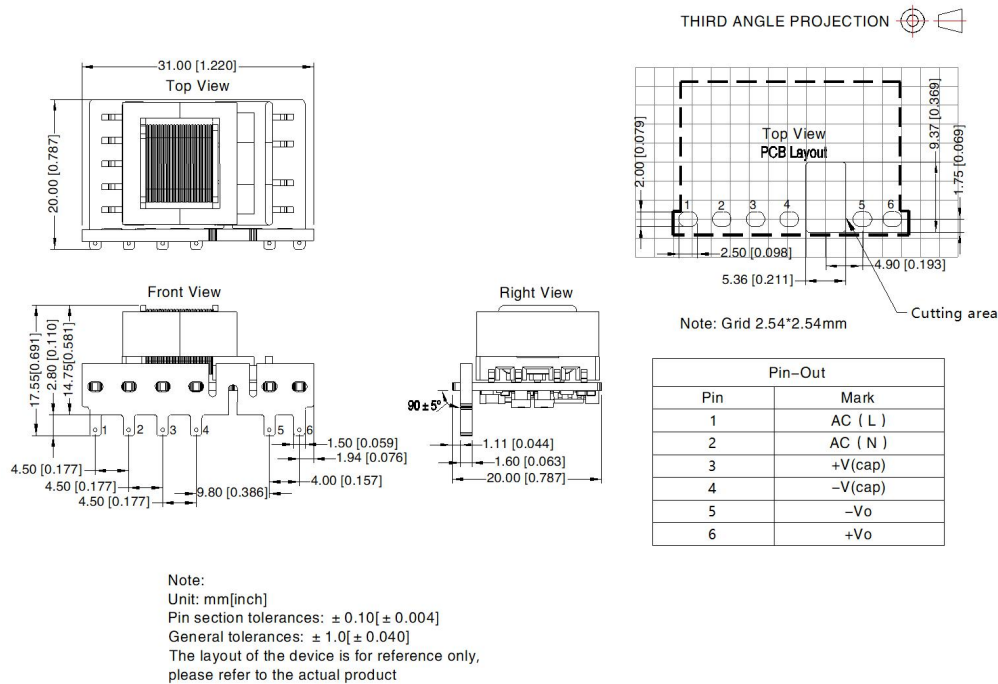 THIRD ANGLE PROJECTION
31.00 [1.220]
Top View
20.00 [0.787]
Top View
PCB Layout
2.00 [0.079]
9.37 [0.369]
1.75 [0.069]
1 2 3 4 5 6
2.50 [0.098]
4.90 [0.193]
5.36 [0.211]
Cutting area
Note: Grid 2.54*2.54mm
Front View
17.55[0.691]
2.80 [0.110]
14.75[0.581]
1 2 3 4 5 6
1.50 [0.059]
1.94 [0.076]
4.50 [0.177]
4.00 [0.157]
4.50 [0.177]
9.80 [0.386]
4.50 [0.177]
Right View
90±5°
1.11 [0.044]
1.60 [0.063]
20.00 [0.787]
Pin–Out
Pin Mark
1 AC ( L )
2 AC ( N )
3 +V(cap)
4 –V(cap)
5 –Vo
6 +Vo
Note:
Unit: mm[inch]
Pin section tolerances: ± 0.10[ ± 0.004]
General tolerances: ± 1.0[ ± 0.040]
The layout of the device is for reference only,
please refer to the actual product